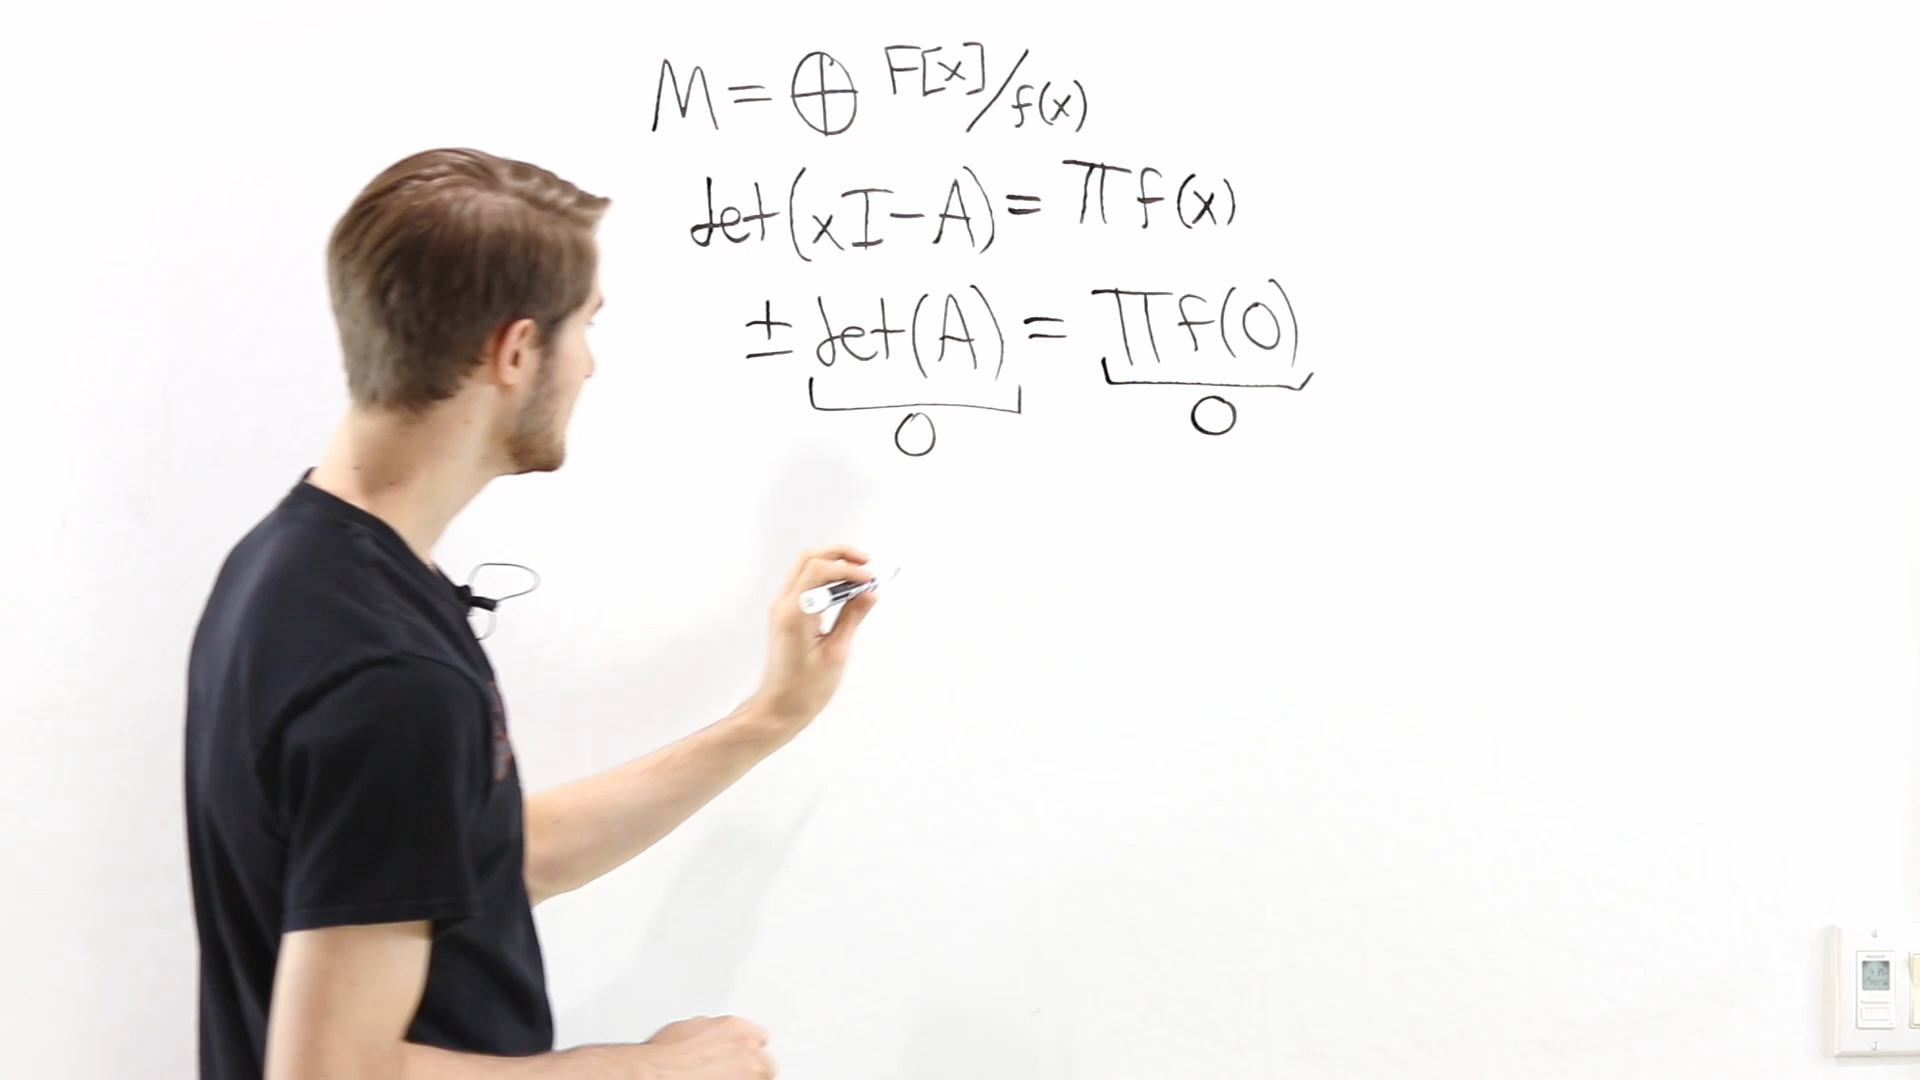 M = ⊕ F[x]/f(x)
det(xI-A) = Π f(x)
± det(A) = Π f(0)
0 0